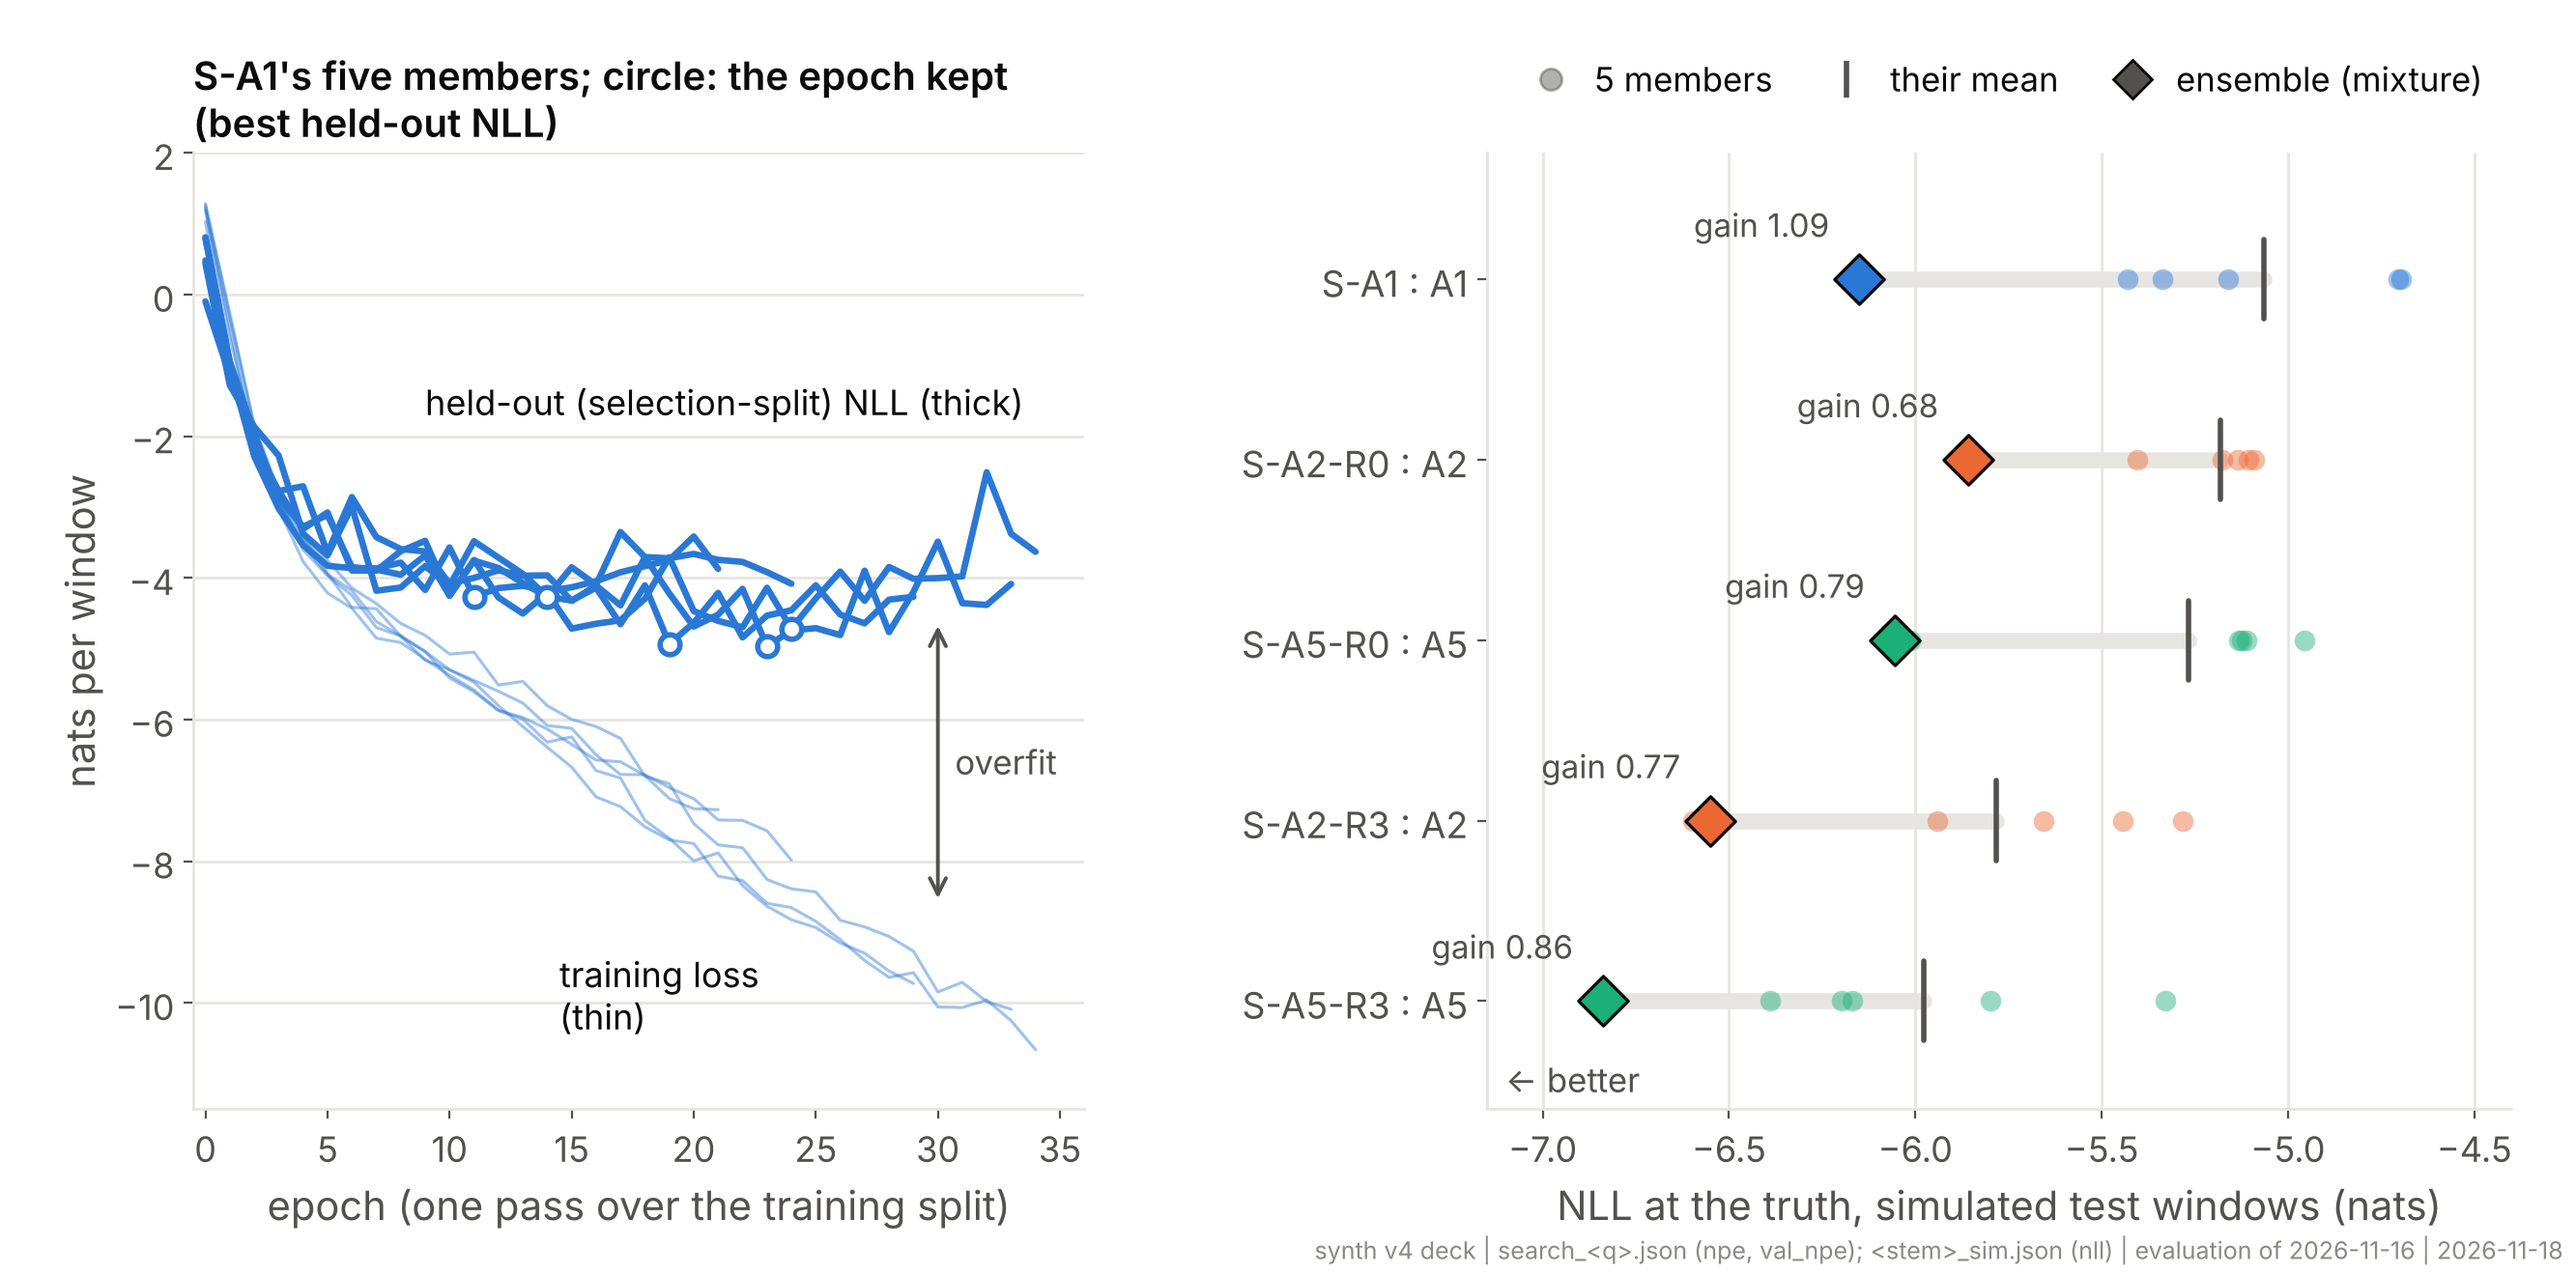 S-A1's five members; circle: the epoch kept
(best held-out NLL)
2
0
−2
−4
−6
−8
−10
nats per window
held-out (selection-split) NLL (thick)
overfit
training loss
(thin)
0 5 10 15 20 25 30 35
epoch (one pass over the training split)
5 members their mean ensemble (mixture)
gain 1.09
S-A1 : A1
gain 0.68
S-A2-R0 : A2
gain 0.79
S-A5-R0 : A5
gain 0.77
S-A2-R3 : A2
gain 0.86
S-A5-R3 : A5
← better
−7.0 −6.5 −6.0 −5.5 −5.0 −4.5
NLL at the truth, simulated test windows (nats)
synth v4 deck | search_<q>.json (npe, val_npe); <stem>_sim.json (nll) | evaluation of 2026-11-16 | 2026-11-18